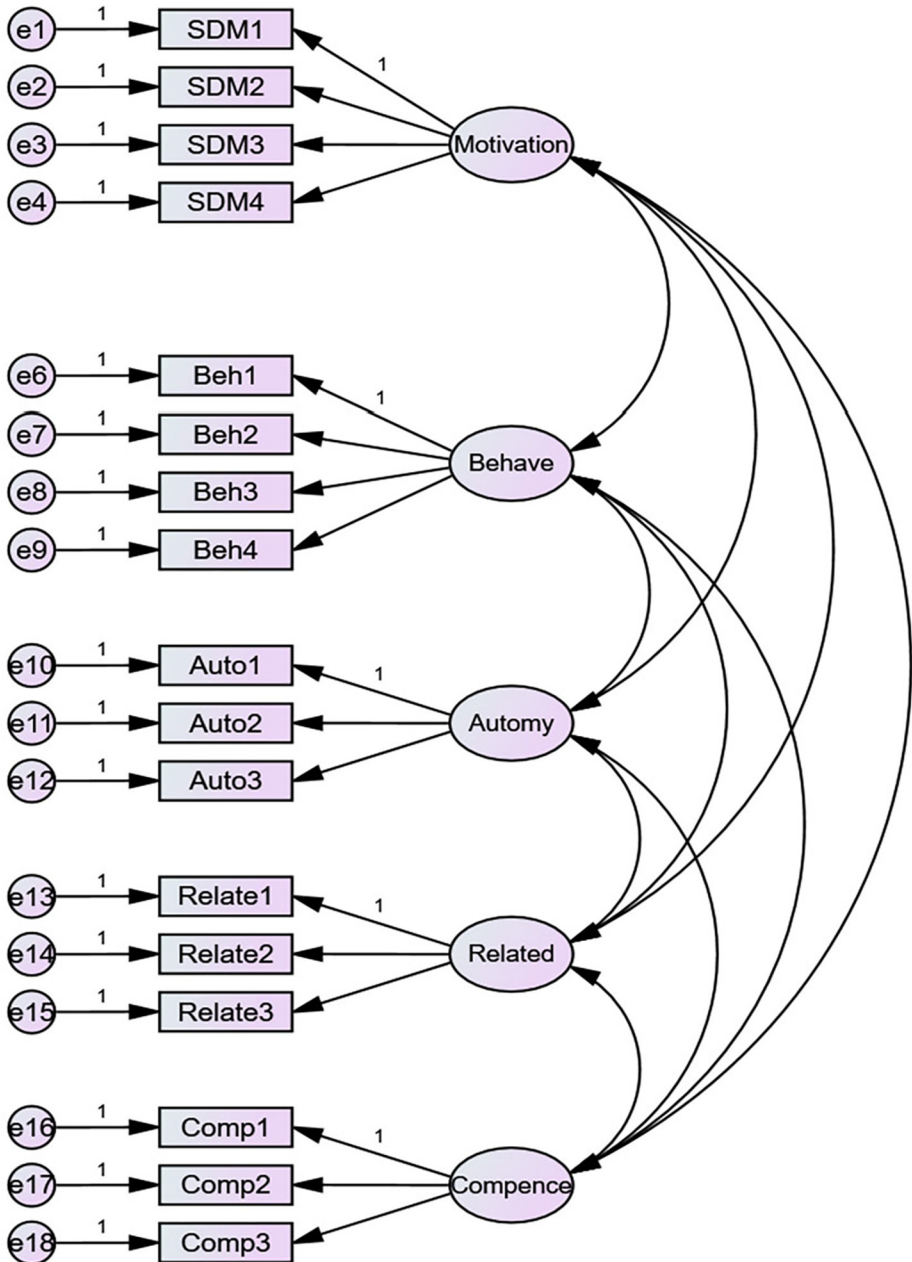 e1 1 SDM1
1
e2 1 SDM2
e3 1 SDM3
Motivation
e4 1 SDM4
e6 1 Beh1
1
e7 1 Beh2
Behave
e8 1 Beh3
e9 1 Beh4
e10 1 Auto1
1
e11 1 Auto2
Automy
e12 1 Auto3
e13 1 Relate1
1
e14 1 Relate2
Related
e15 1 Relate3
e16 1 Comp1
1
e17 1 Comp2
Compence
e18 1 Comp3